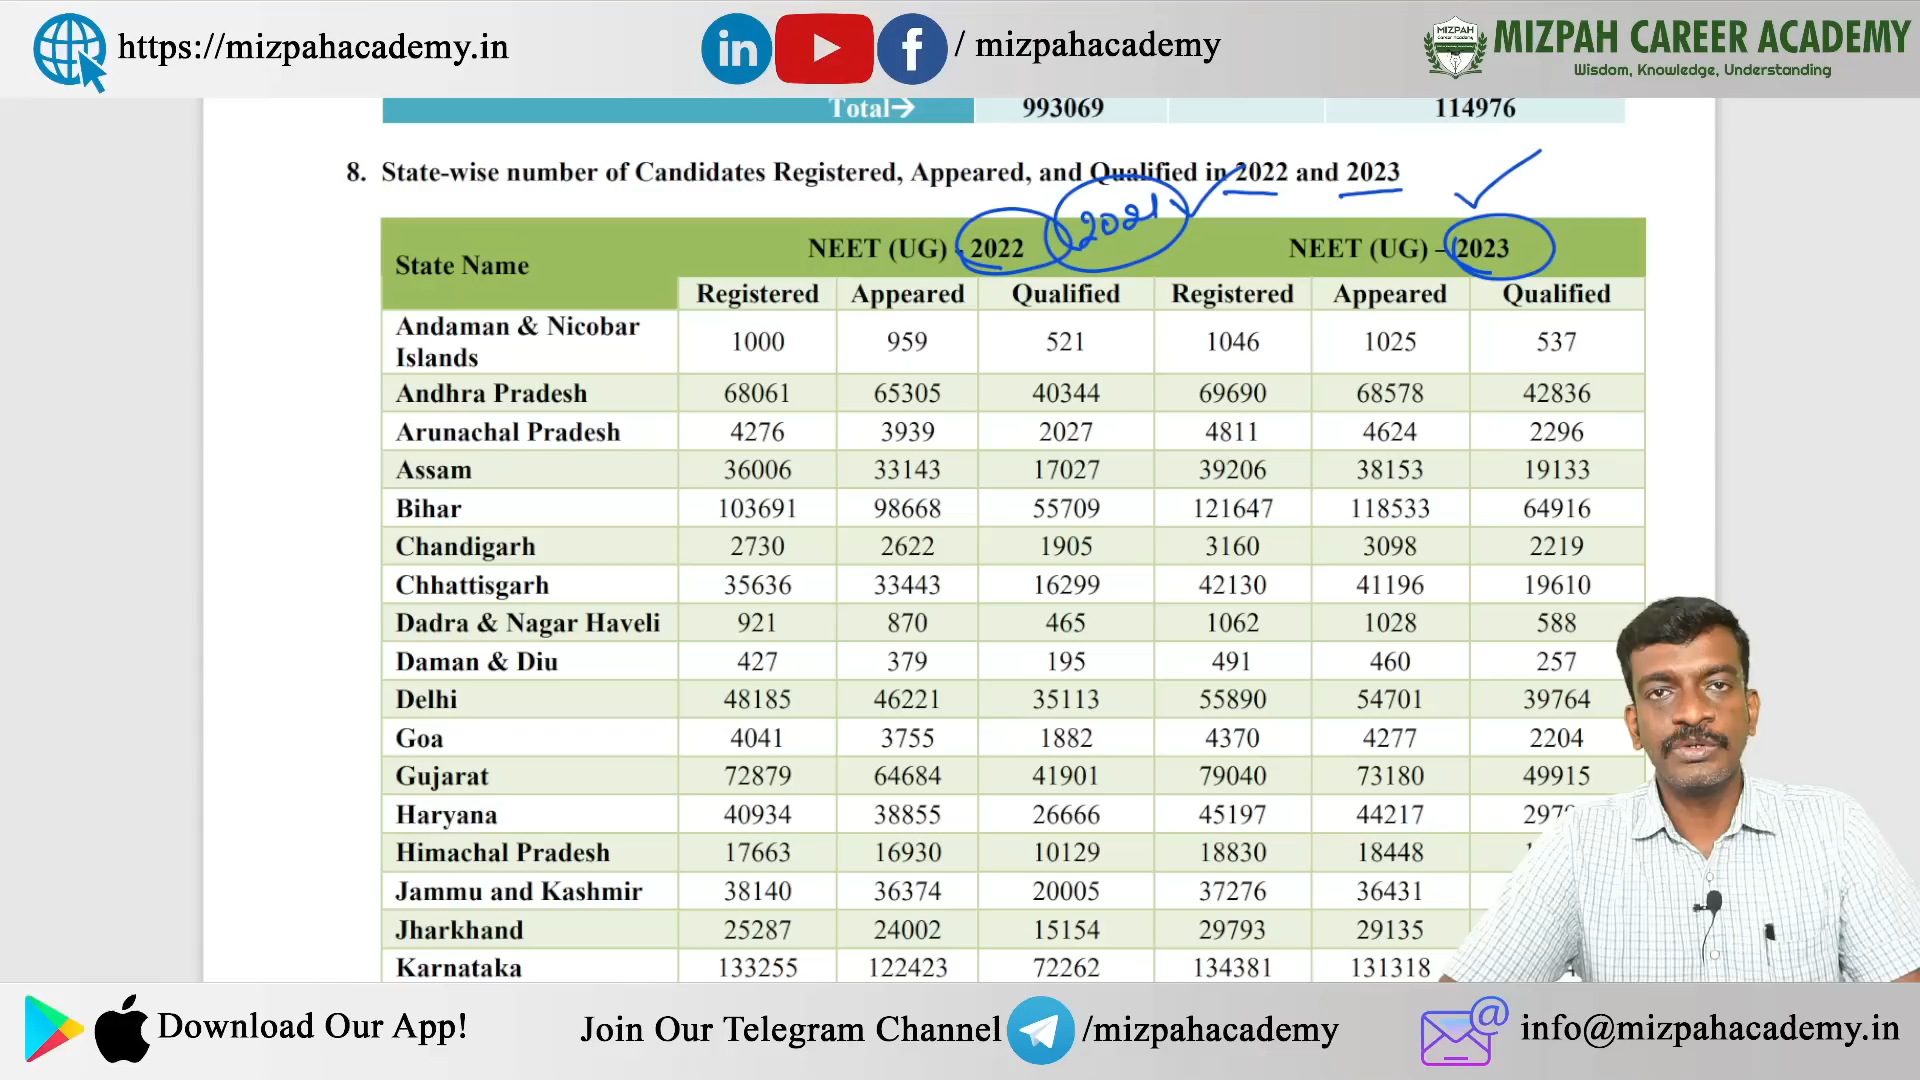 https://mizpahacademy.in
in f / mizpahacademy
MIZPAH CAREER ACADEMY
Wisdom, Knowledge, Understanding
Total→ 993069 114976
8. State-wise number of Candidates Registered, Appeared, and Qualified in 2022 and 2023
2021
State Name NEET (UG) - 2022 NEET (UG) – 2023
Registered Appeared Qualified Registered Appeared Qualified
Andaman & Nicobar
Islands 1000 959 521 1046 1025 537
Andhra Pradesh 68061 65305 40344 69690 68578 42836
Arunachal Pradesh 4276 3939 2027 4811 4624 2296
Assam 36006 33143 17027 39206 38153 19133
Bihar 103691 98668 55709 121647 118533 64916
Chandigarh 2730 2622 1905 3160 3098 2219
Chhattisgarh 35636 33443 16299 42130 41196 19610
Dadra & Nagar Haveli 921 870 465 1062 1028 588
Daman & Diu 427 379 195 491 460 257
Delhi 48185 46221 35113 55890 54701 39764
Goa 4041 3755 1882 4370 4277 2204
Gujarat 72879 64684 41901 79040 73180 49915
Haryana 40934 38855 26666 45197 44217
Himachal Pradesh 17663 16930 10129 18830 18448
Jammu and Kashmir 38140 36374 20005 37276 36431
Jharkhand 25287 24002 15154 29793 29135
Karnataka 133255 122423 72262 134381 131318
Download Our App!
Join Our Telegram Channel /mizpahacademy
@ info@mizpahacademy.in